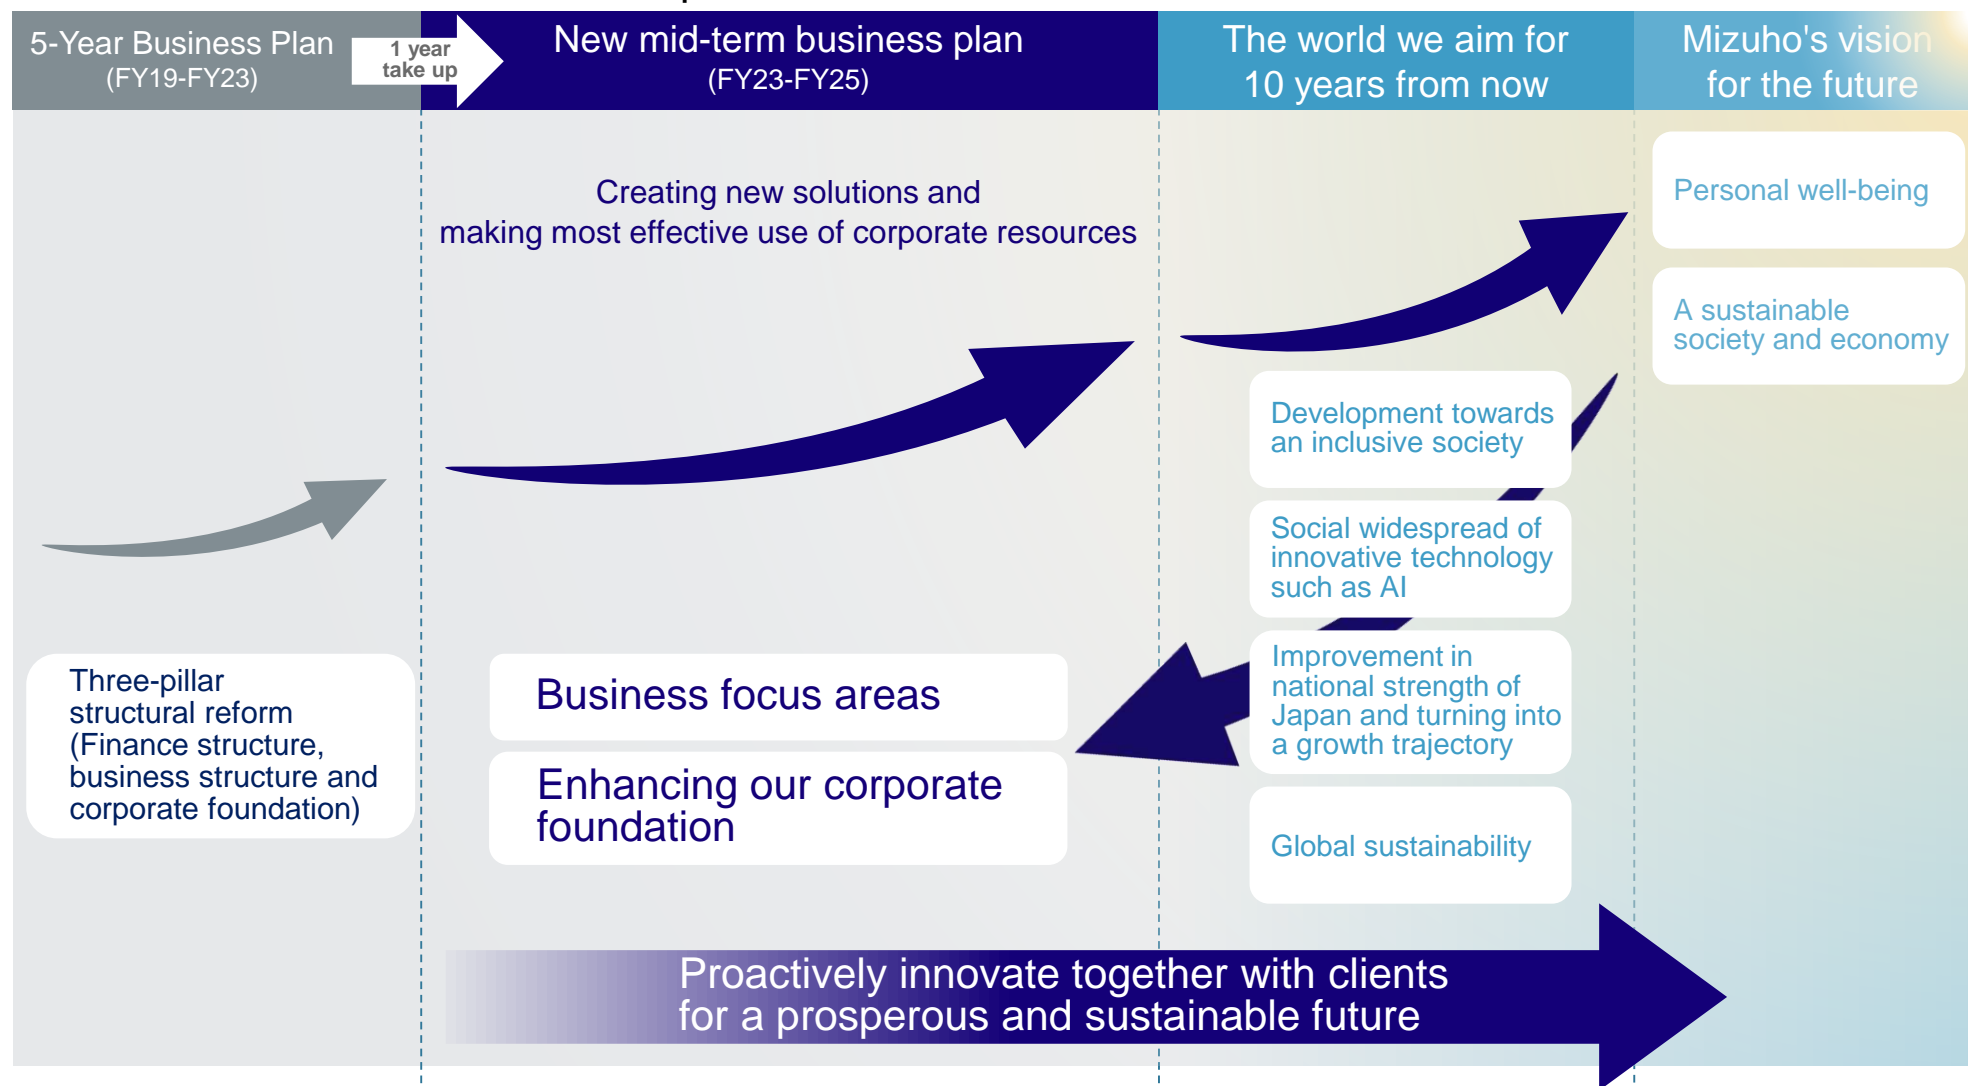 5-Year Business Plan
(FY19-FY23)
1 year
take up
New mid-term business plan
(FY23-FY25)
The world we aim for
10 years from now
Mizuho's vision
for the future
Creating new solutions and
making most effective use of corporate resources
Three-pillar
structural reform
(Finance structure,
business structure and
corporate foundation)
Business focus areas
Enhancing our corporate
foundation
Development towards
an inclusive society
Social widespread of
innovative technology
such as AI
Improvement in
national strength of
Japan and turning into
a growth trajectory
Global sustainability
Personal well-being
A sustainable
society and economy
Proactively innovate together with clients
for a prosperous and sustainable future